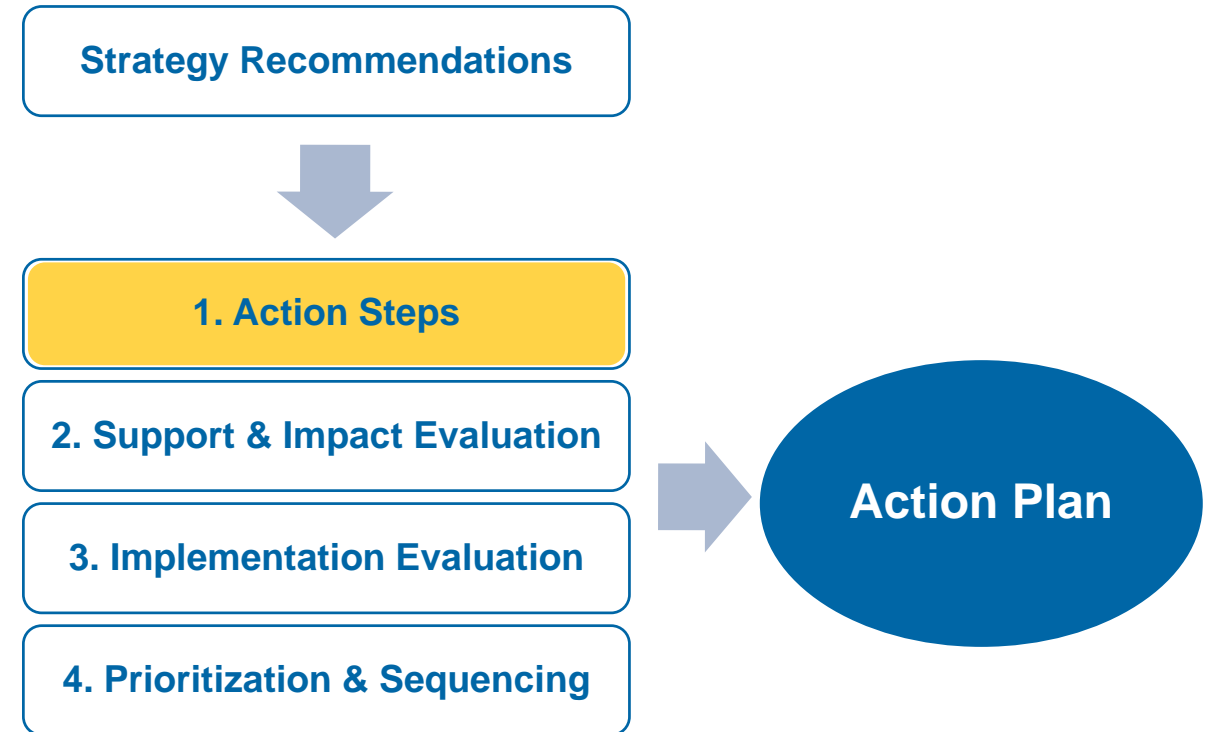 Strategy Recommendations
1. Action Steps
2. Support & Impact Evaluation
3. Implementation Evaluation
4. Prioritization & Sequencing
Action Plan